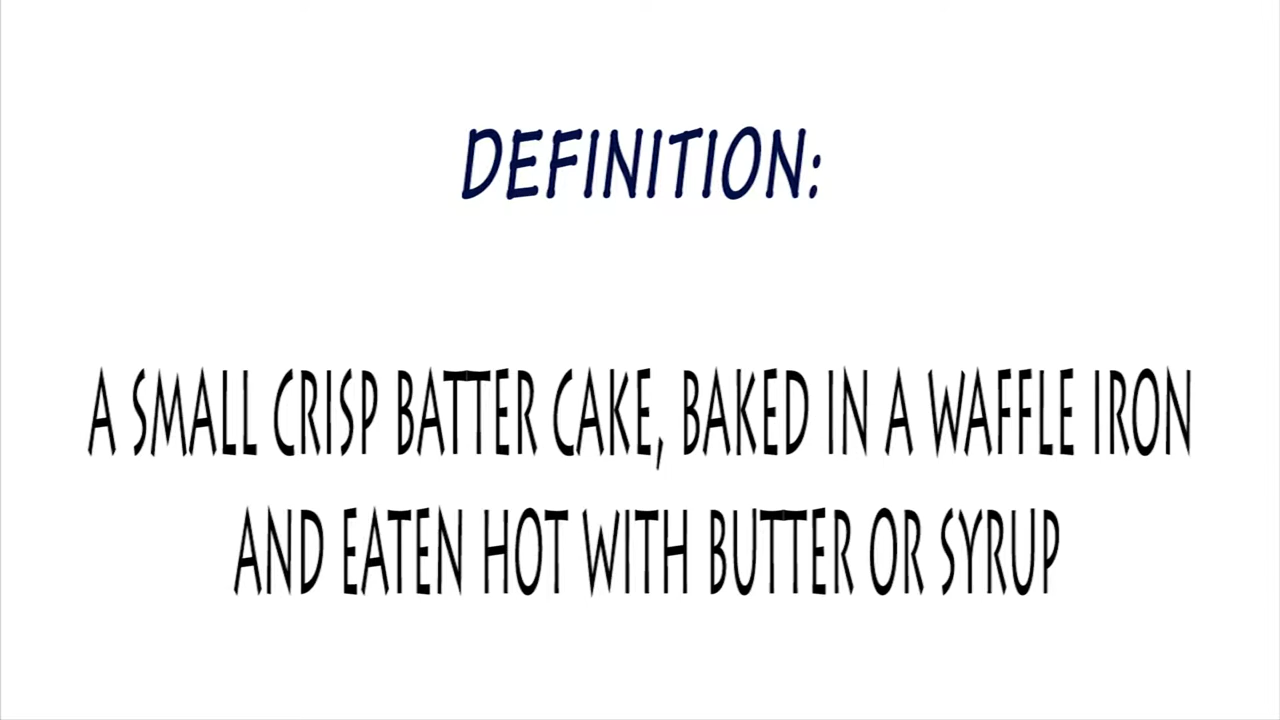 DEFINITION:
A SMALL CRISP BATTER CAKE, BAKED IN A WAFFLE IRON
AND EATEN HOT WITH BUTTER OR SYRUP